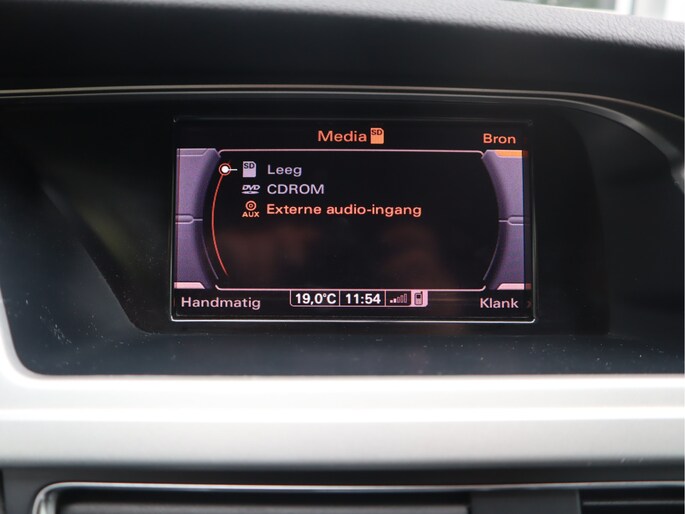 Media SD
Bron
SD Leeg
DVD CDROM
AUX Externe audio-ingang
Handmatig
19,0°C 11:54
Klank